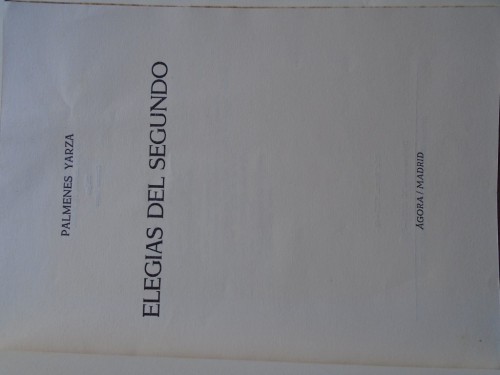 PALMENES YARZA
ELEGIAS DEL SEGUNDO
ÁGORA / MADRID